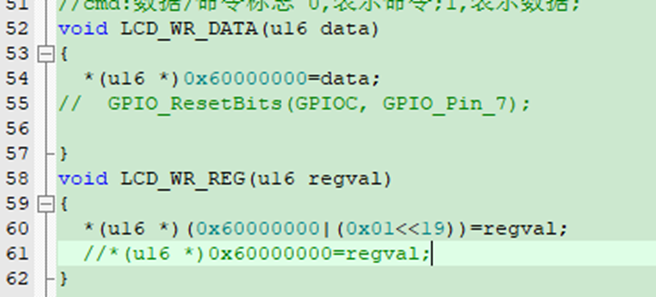 51 //cmd:数据/命令标志 0,表示命令;1,表示数据;
52 void LCD_WR_DATA(u16 data)
53 {
54 *(u16 *)0x60000000=data;
55 // GPIO_ResetBits(GPIOC, GPIO_Pin_7);
56
57 }
58 void LCD_WR_REG(u16 regval)
59 {
60 *(u16 *)(0x60000000|(0x01<<19))=regval;
61 //*(u16 *)0x60000000=regval;
62 }